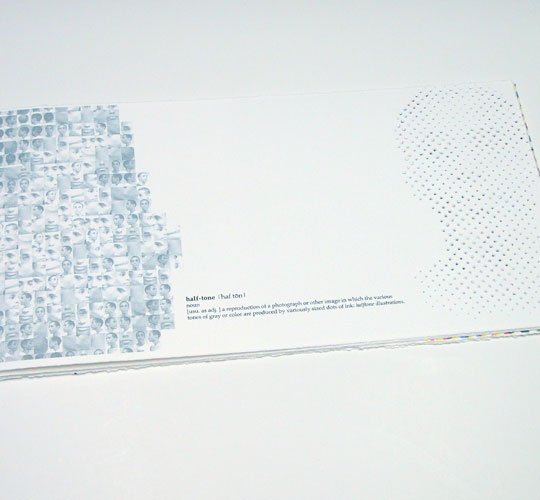 half-tone |haf tōn|
noun
[usu. as adj. ] a reproduction of a photograph or other image in which the various
tones of gray or color are produced by variously sized dots of ink: halftone illustrations.